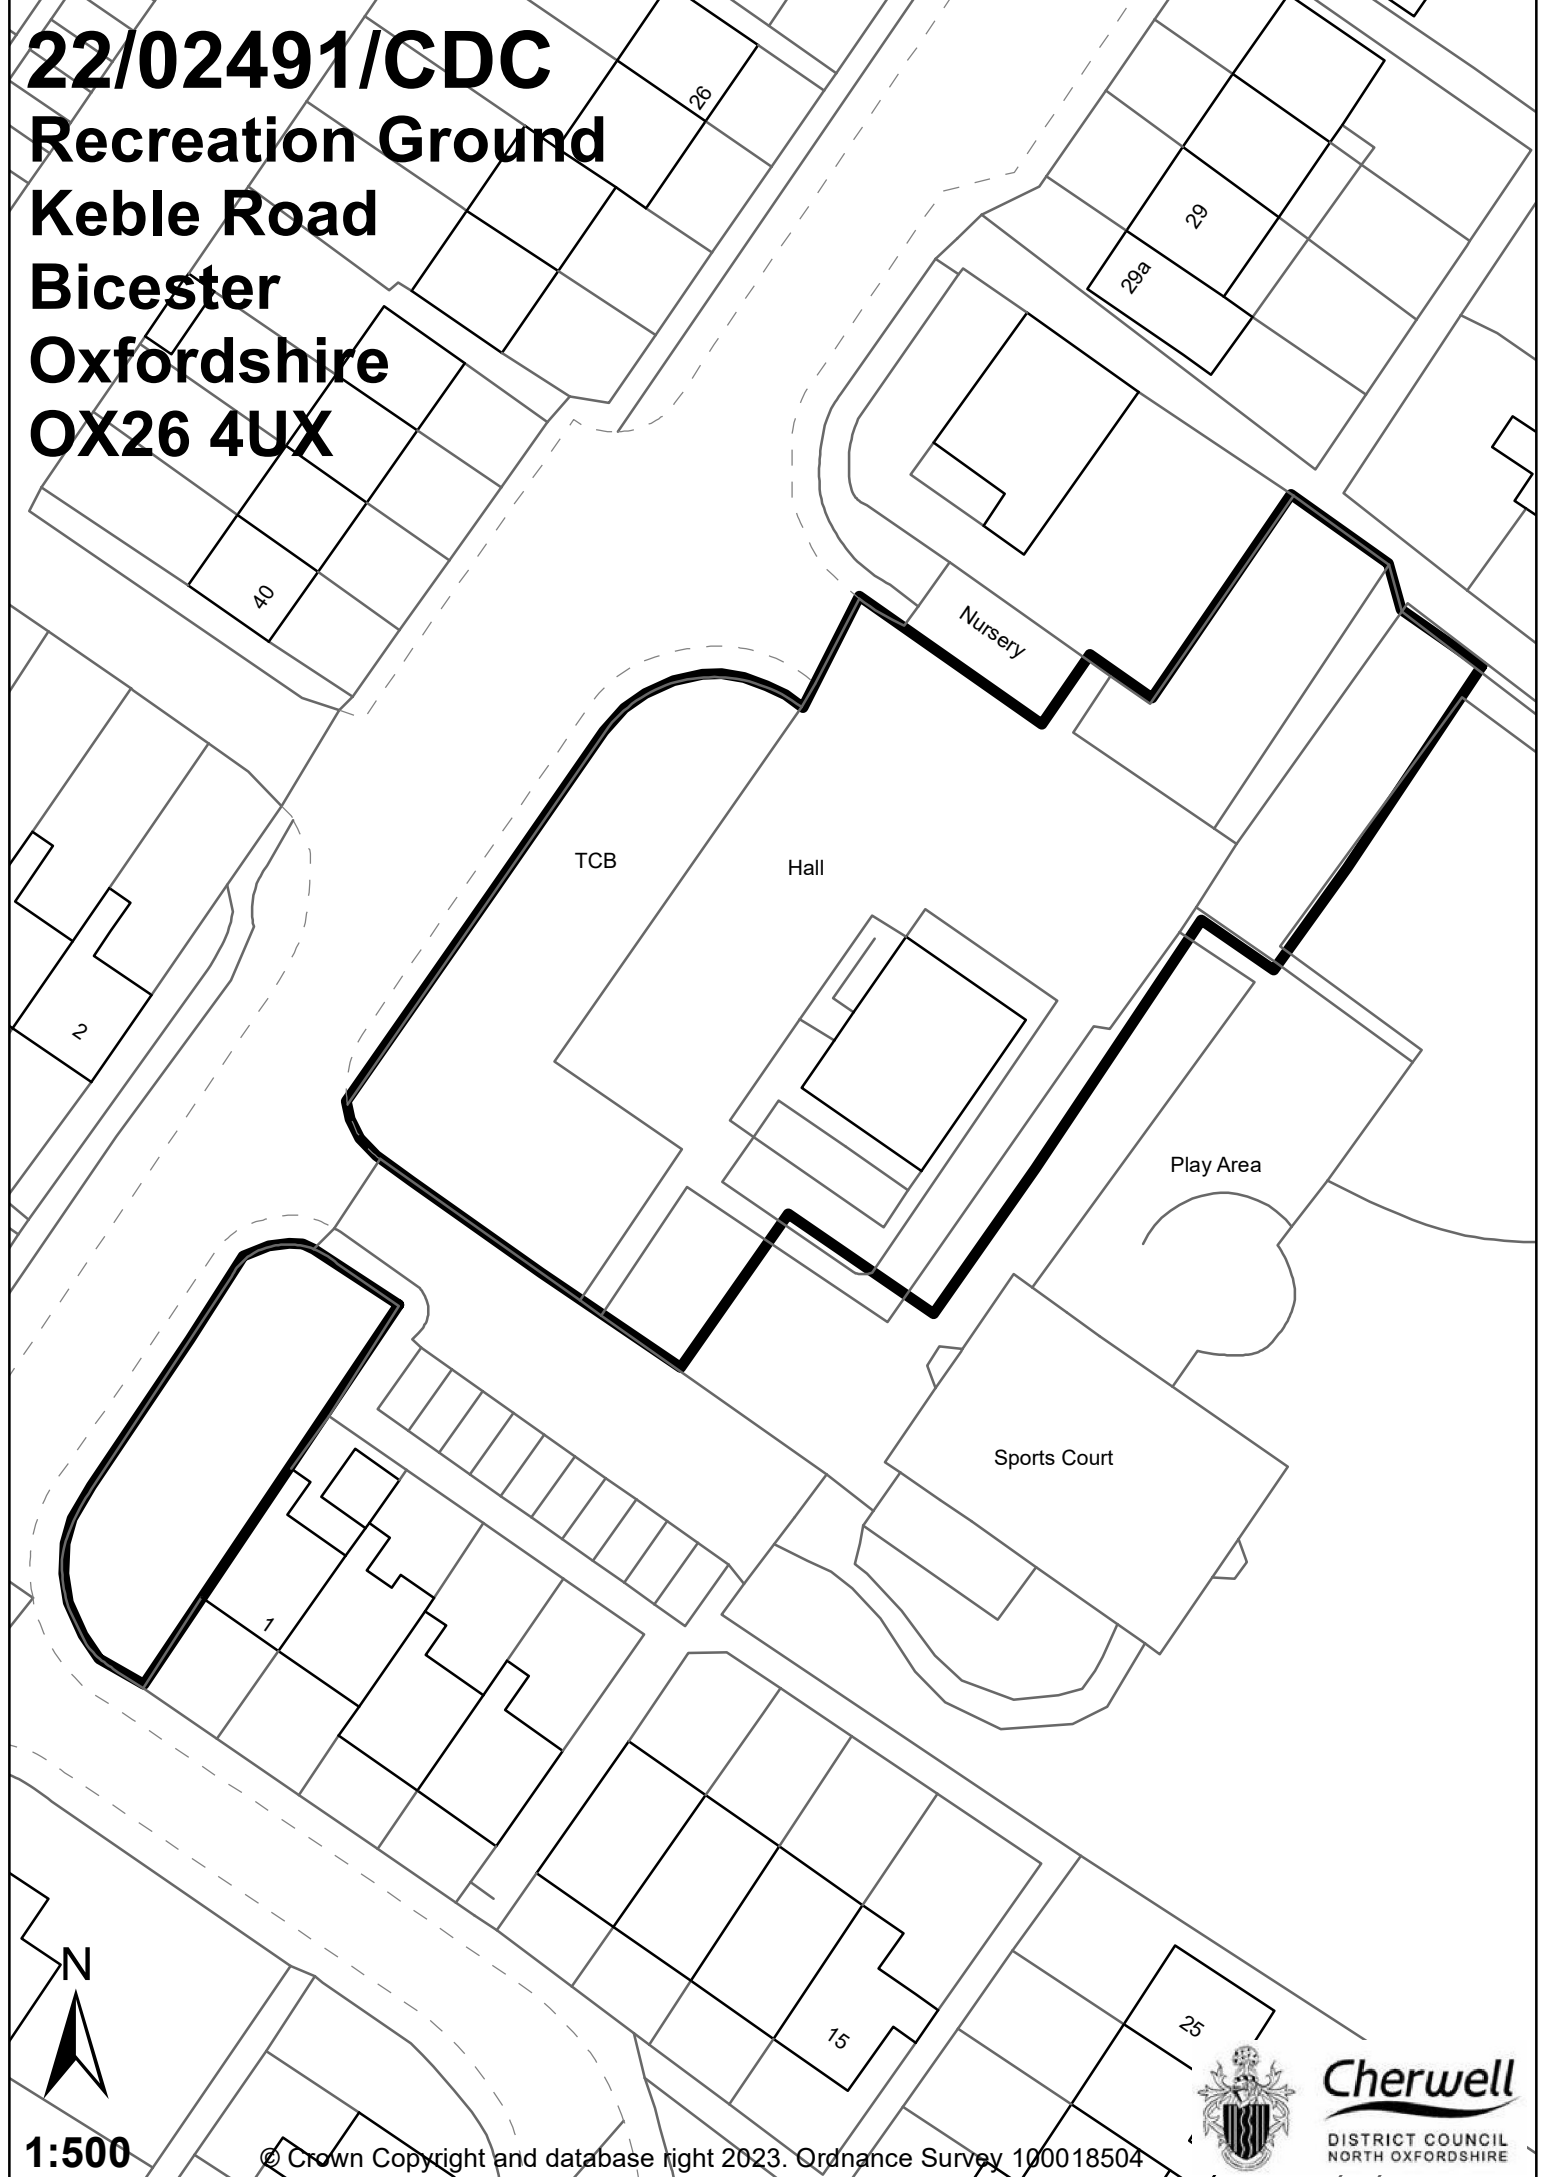 22/02491/CDC
Recreation Ground
Keble Road
Bicester
Oxfordshire
OX26 4UX
26
29
29a
40
Nursery
TCB
Hall
2
Play Area
Sports Court
1
N
15
25
Cherwell
DISTRICT COUNCIL
NORTH OXFORDSHIRE
1:500
© Crown Copyright and database right 2023. Ordnance Survey 100018504